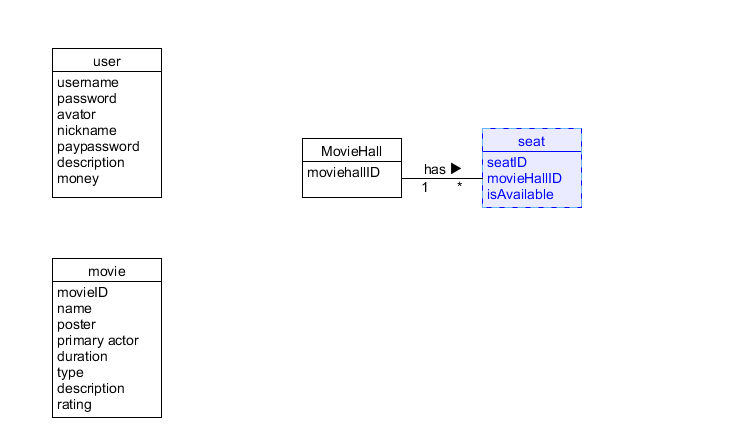 user
username
password
avator
nickname
paypassword
description
money
MovieHall
moviehallID
has ▶
1 *
seat
seatID
movieHallID
isAvailable
movie
movieID
name
poster
primary actor
duration
type
description
rating